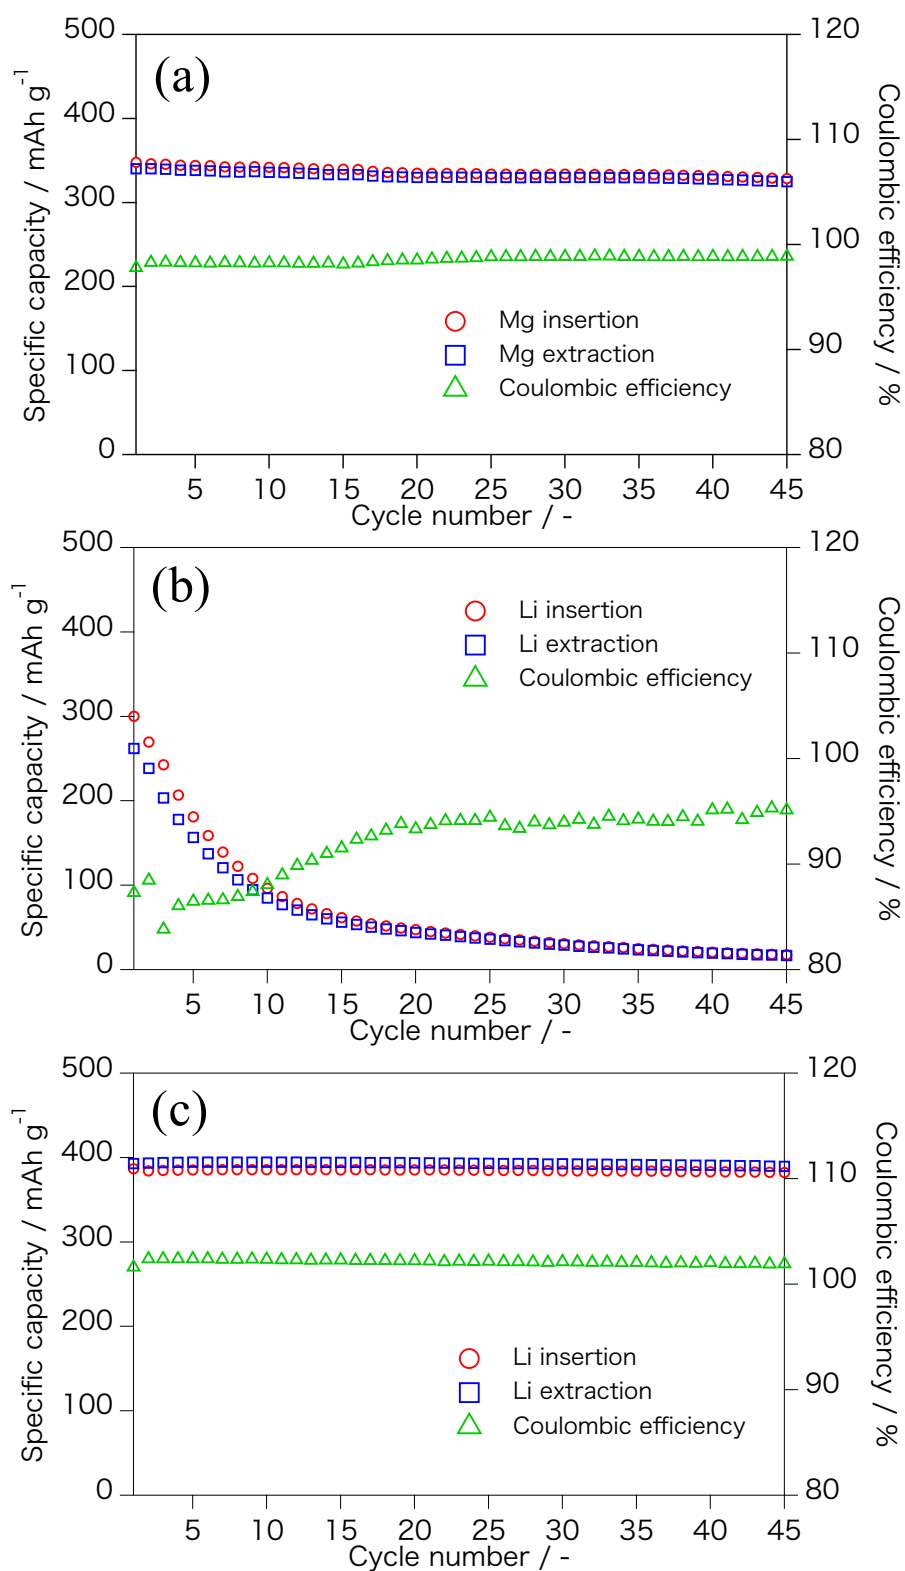 (a)
500
400
300
200
100
0
Specific capacity / mAh g⁻¹
120
110
100
90
80
Coulombic efficiency / %
Mg insertion
Mg extraction
Coulombic efficiency
5 10 15 20 25 30 35 40 45
Cycle number / -
(b)
500
400
300
200
100
0
Specific capacity / mAh g⁻¹
120
110
100
90
80
Coulombic efficiency / %
Li insertion
Li extraction
Coulombic efficiency
5 10 15 20 25 30 35 40 45
Cycle number / -
(c)
500
400
300
200
100
0
Specific capacity / mAh g⁻¹
120
110
100
90
80
Coulombic efficiency / %
Li insertion
Li extraction
Coulombic efficiency
5 10 15 20 25 30 35 40 45
Cycle number / -